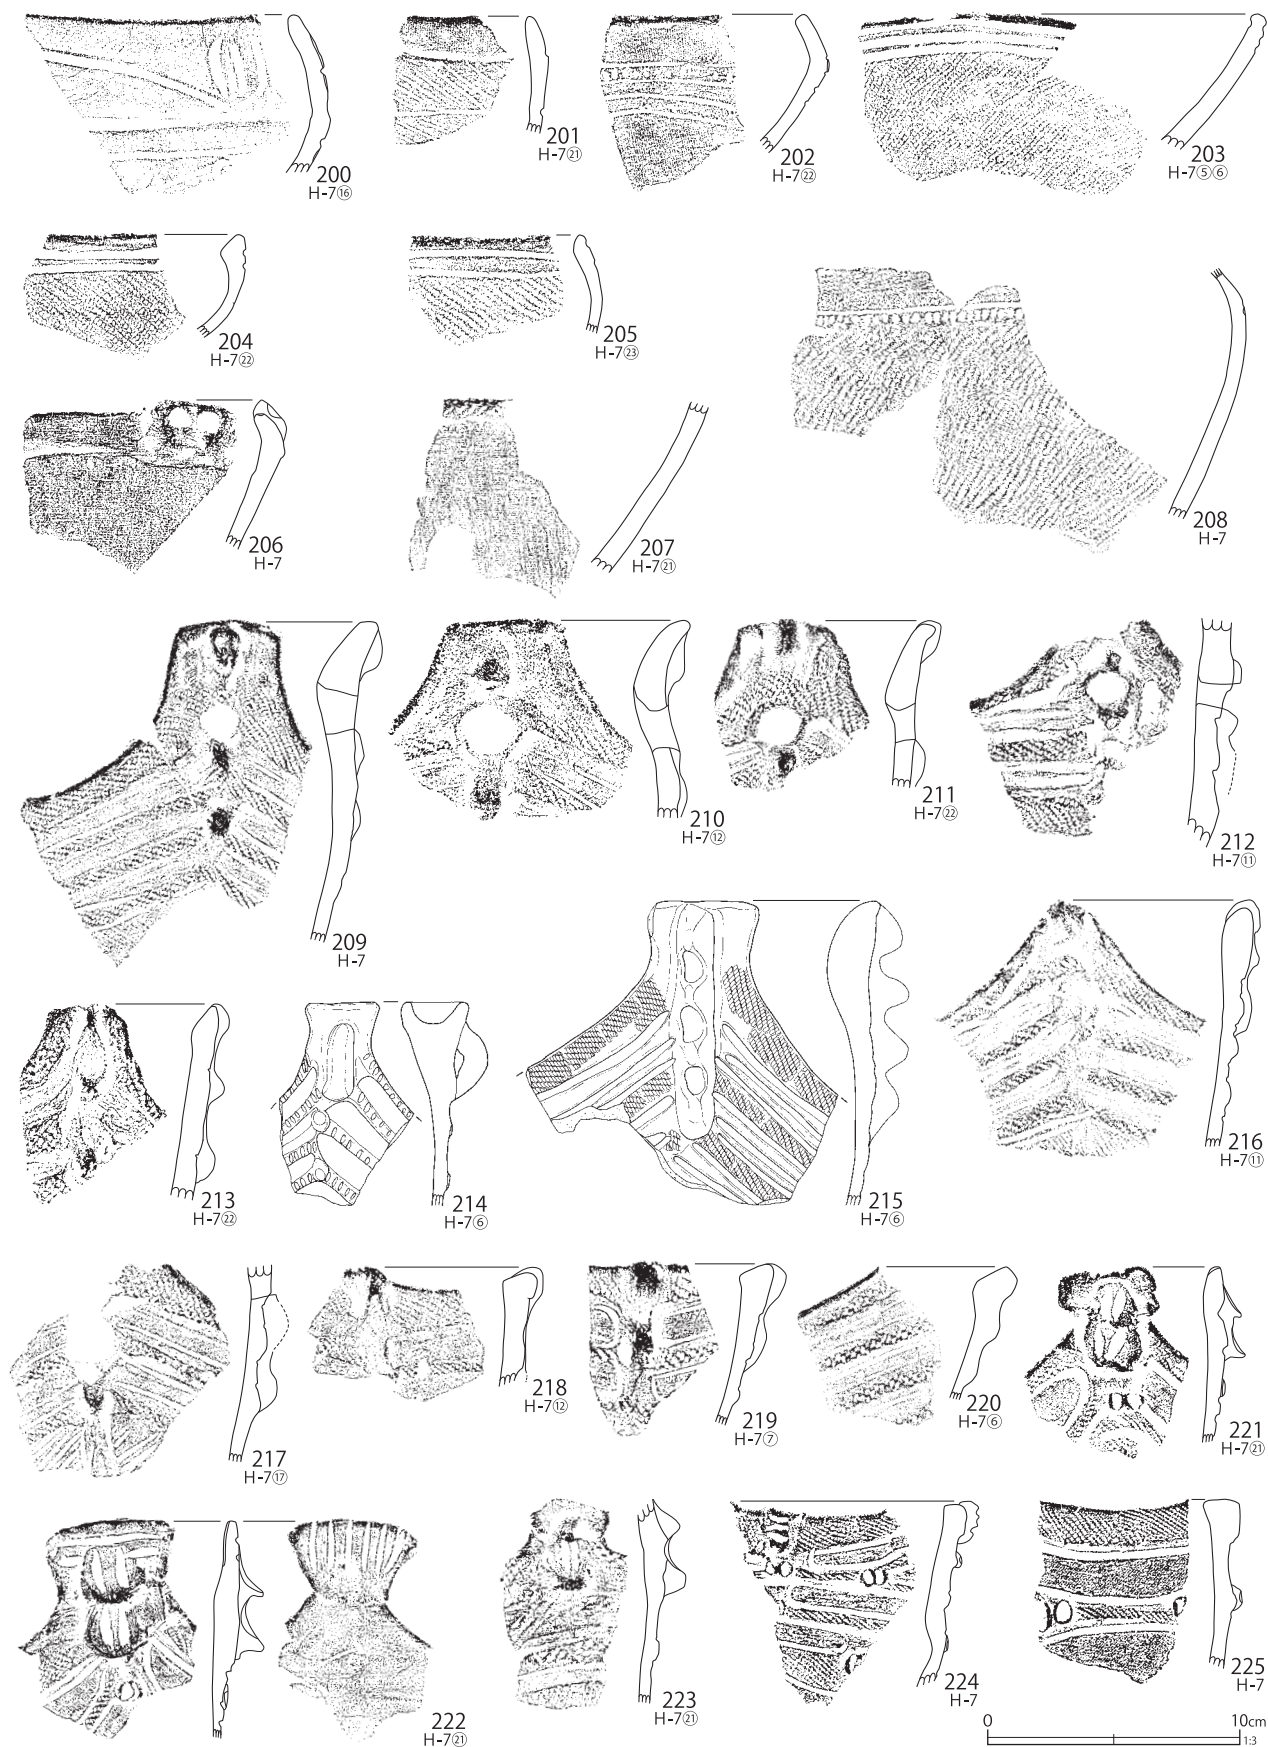 200
H-7⑯
201
H-7㉑
202
H-7㉒
203
H-7⑤⑥
204
H-7㉒
205
H-7㉓
206
H-7
207
H-7㉑
208
H-7
209
H-7
210
H-7⑫
211
H-7㉒
212
H-7⑪
213
H-7㉒
214
H-7⑥
215
H-7⑥
216
H-7⑪
217
H-7⑰
218
H-7⑫
219
H-7⑦
220
H-7⑥
221
H-7㉑
222
H-7㉑
223
H-7㉑
224
H-7
225
H-7
0 10cm
1:3